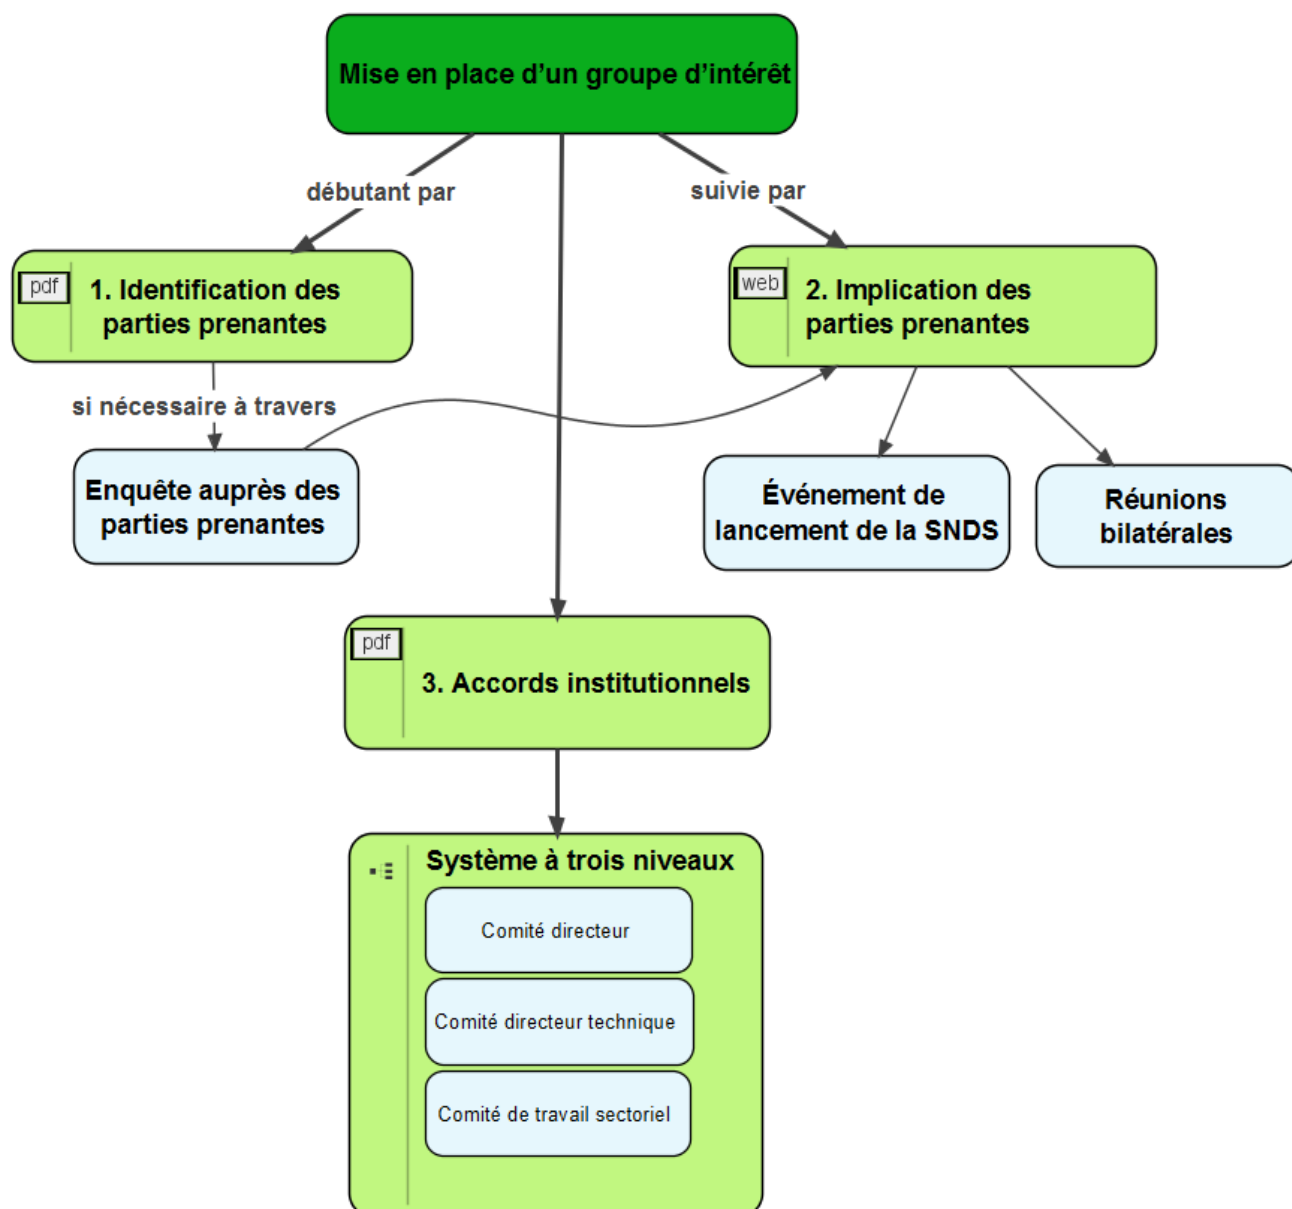 Mise en place d’un groupe d’intérêt
débutant par
suivie par
pdf
1. Identification des
parties prenantes
web
2. Implication des
parties prenantes
si nécessaire à travers
Enquête auprès des
parties prenantes
Événement de
lancement de la SNDS
Réunions
bilatérales
pdf
3. Accords institutionnels
Système à trois niveaux
Comité directeur
Comité directeur technique
Comité de travail sectoriel